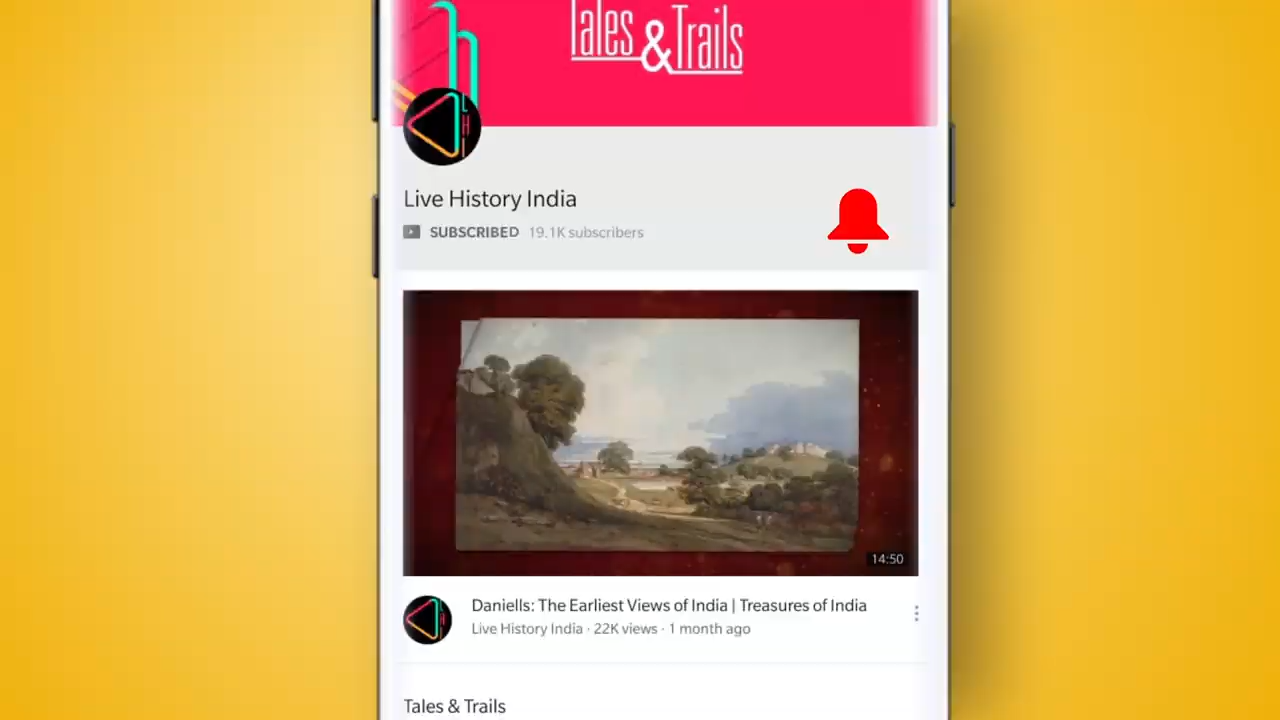 Tales & Trails
LHI
Live History India
SUBSCRIBED 19.1K subscribers
14:50
Daniells: The Earliest Views of India | Treasures of India
Live History India · 22K views · 1 month ago
Tales & Trails